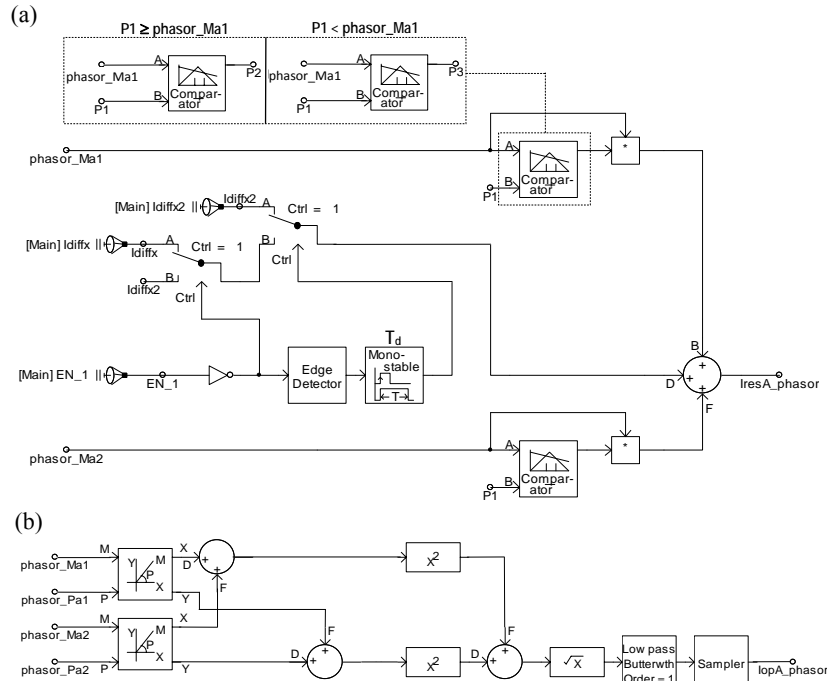 (a)
P1 ≥ phasor_Ma1
P1 < phasor_Ma1
phasor_Ma1
A
B
P1
Compar-
ator
P2
phasor_Ma1
A
B
P1
Compar-
ator
P3
phasor_Ma1
A
B
P1
Compar-
ator
*
[Main] Idiffx2
Idiffx2
A
B
Ctrl = 1
Ctrl
[Main] Idiffx
Idiffx
A
B
Idiffx2
Ctrl = 1
Ctrl
[Main] EN_1
EN_1
Edge
Detector
Td
Mono-
stable
T
B
D
F
+
+
+
IresA_phasor
phasor_Ma2
A
B
P1
Compar-
ator
*
(b)
phasor_Ma1
M
phasor_Pa1
P
Y
M
P
X
X
Y
phasor_Ma2
M
phasor_Pa2
P
Y
M
P
X
X
Y
D
F
+
+
D
F
+
+
X2
X2
D
F
+
+
√X
Low pass
Butterwth
Order = 1
Sampler
IopA_phasor